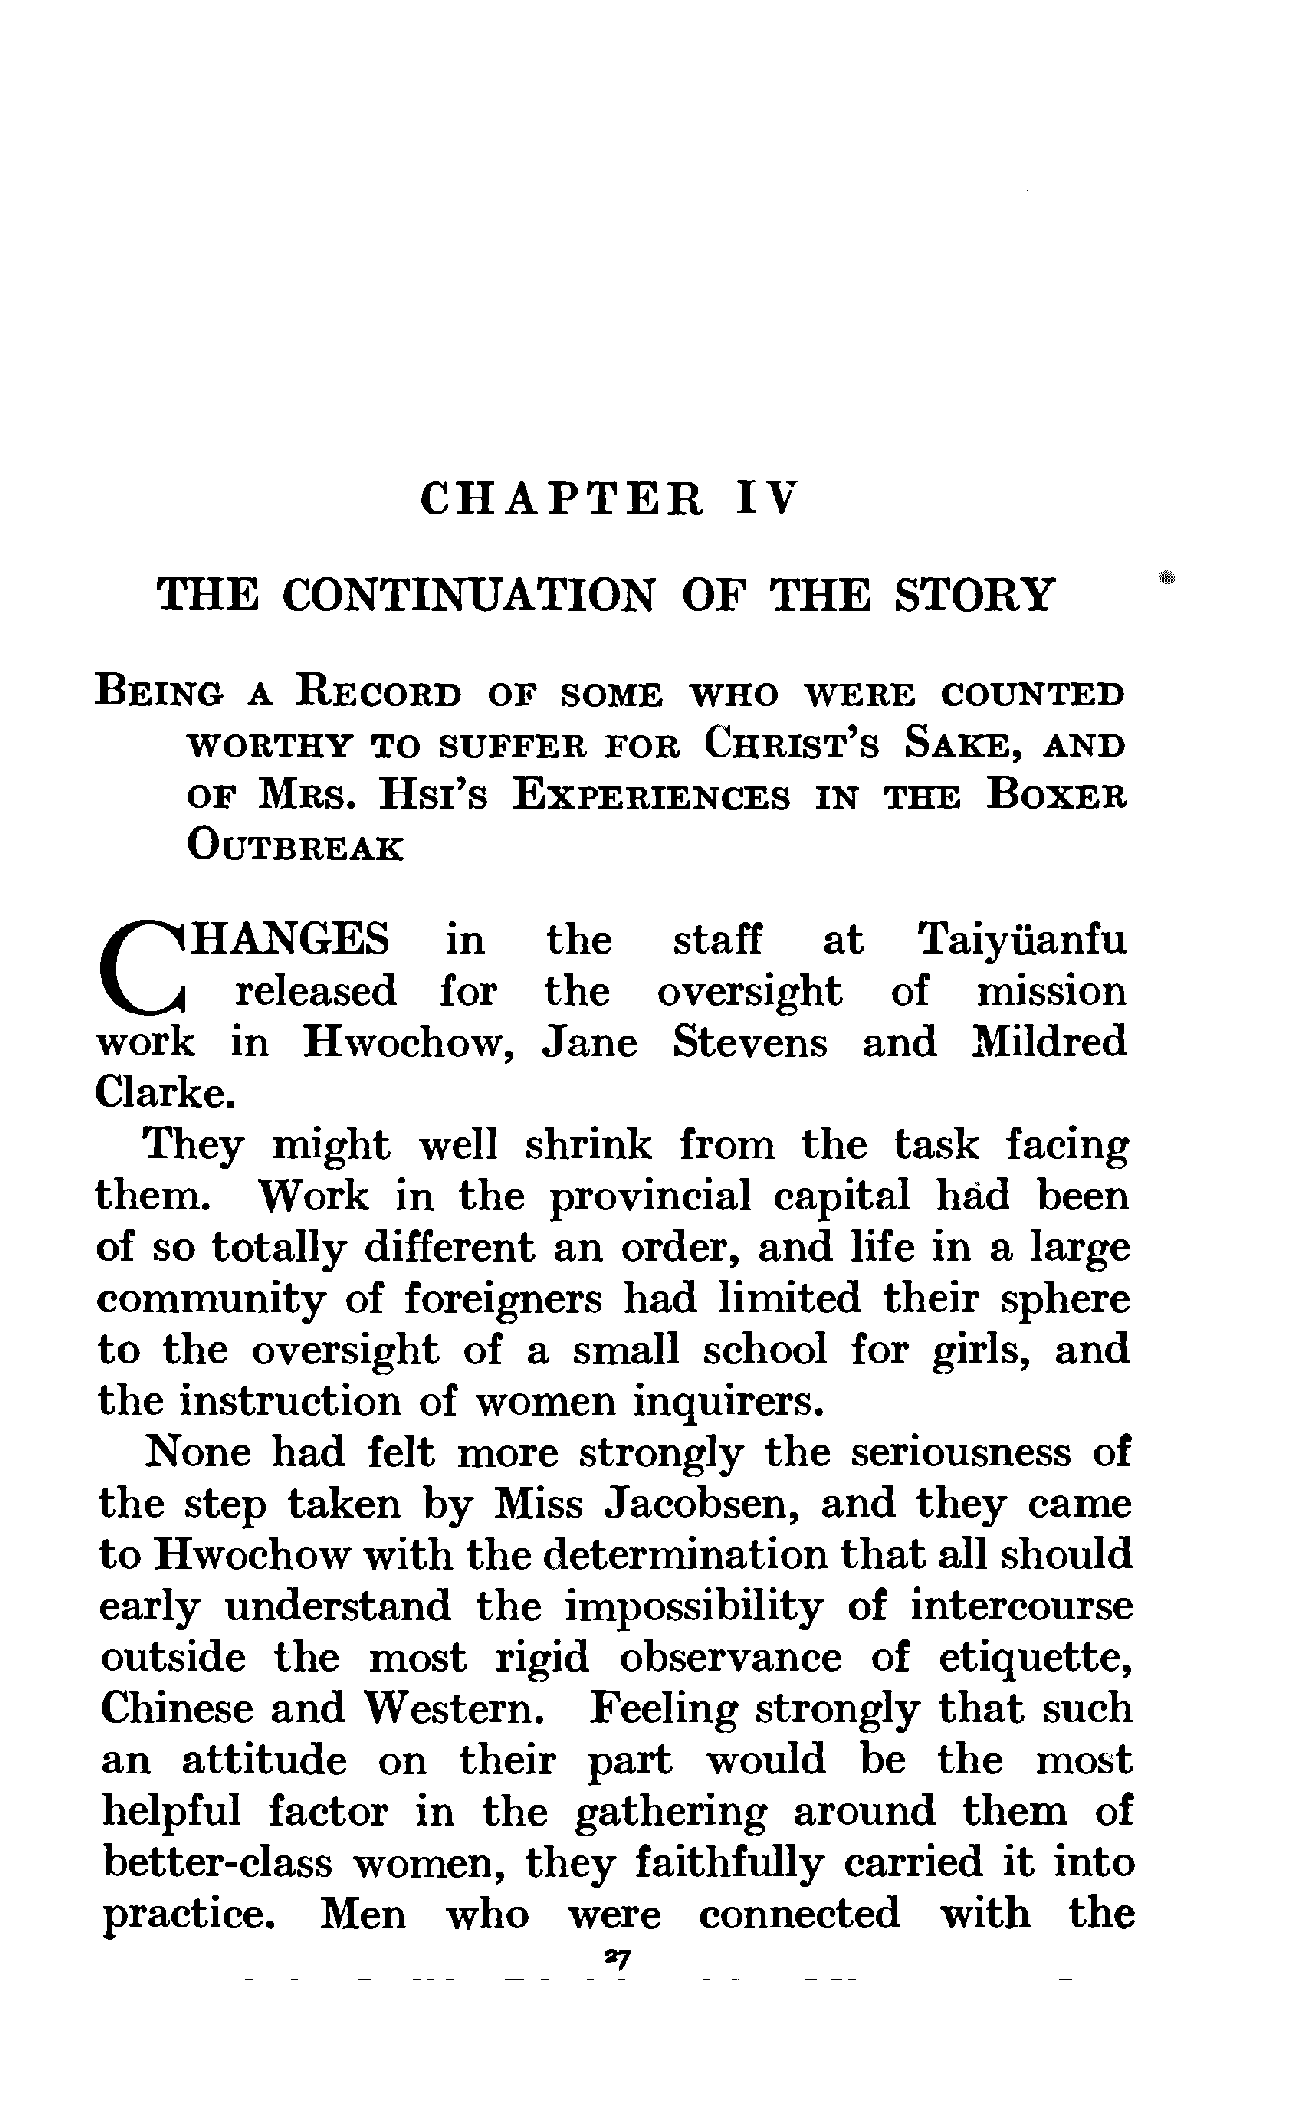 CHAPTER IV
THE CONTINUATION OF THE STORY
BEING A RECORD OF SOME WHO WERE COUNTED
WORTHY TO SUFFER FOR CHRIST'S SAKE, AND
OF MRS. HSI'S EXPERIENCES IN THE BOXER
OUTBREAK
CHANGES in the staff at Taiyüanfu
released for the oversight of mission
work in Hwochow, Jane Stevens and Mildred
Clarke.
They might well shrink from the task facing
them. Work in the provincial capital had been
of so totally different an order, and life in a large
community of foreigners had limited their sphere
to the oversight of a small school for girls, and
the instruction of women inquirers.
None had felt more strongly the seriousness of
the step taken by Miss Jacobsen, and they came
to Hwochow with the determination that all should
early understand the impossibility of intercourse
outside the most rigid observance of etiquette,
Chinese and Western. Feeling strongly that such
an attitude on their part would be the most
helpful factor in the gathering around them of
better-class women, they faithfully carried it into
practice. Men who were connected with the
27